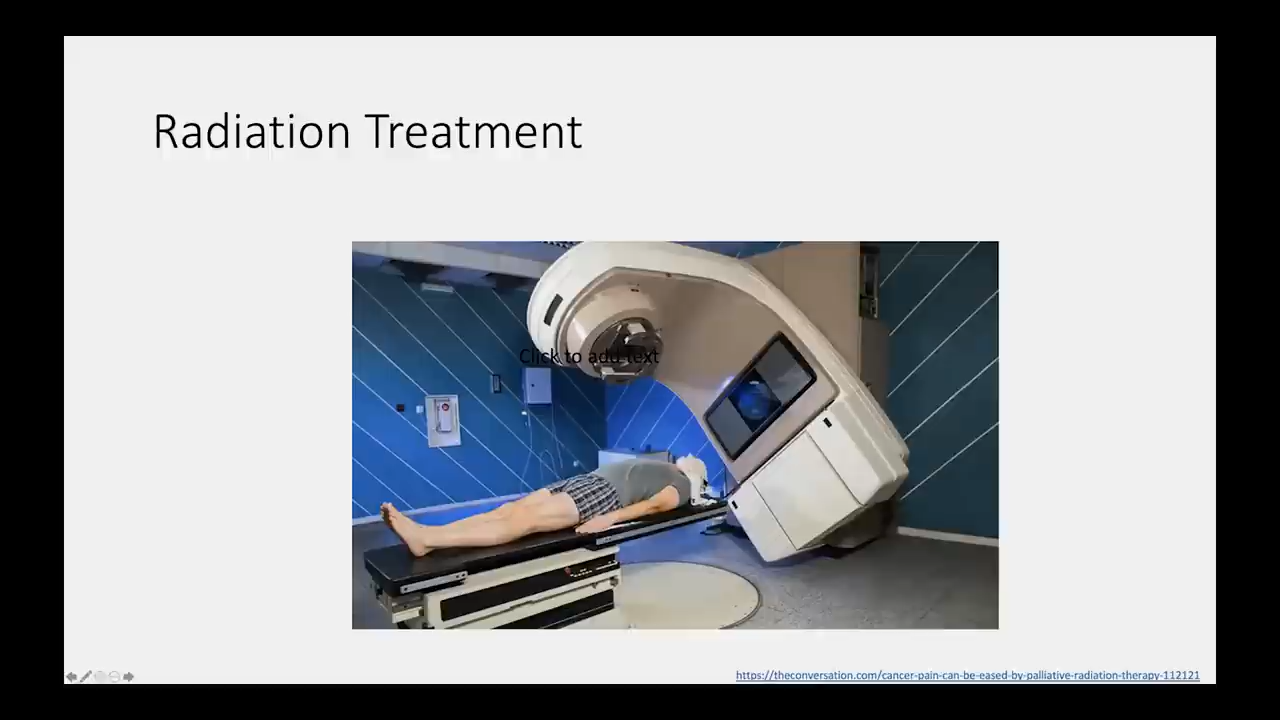 Radiation Treatment
Click to add text
https://theconversation.com/cancer-pain-can-be-eased-by-palliative-radiation-therapy-112121